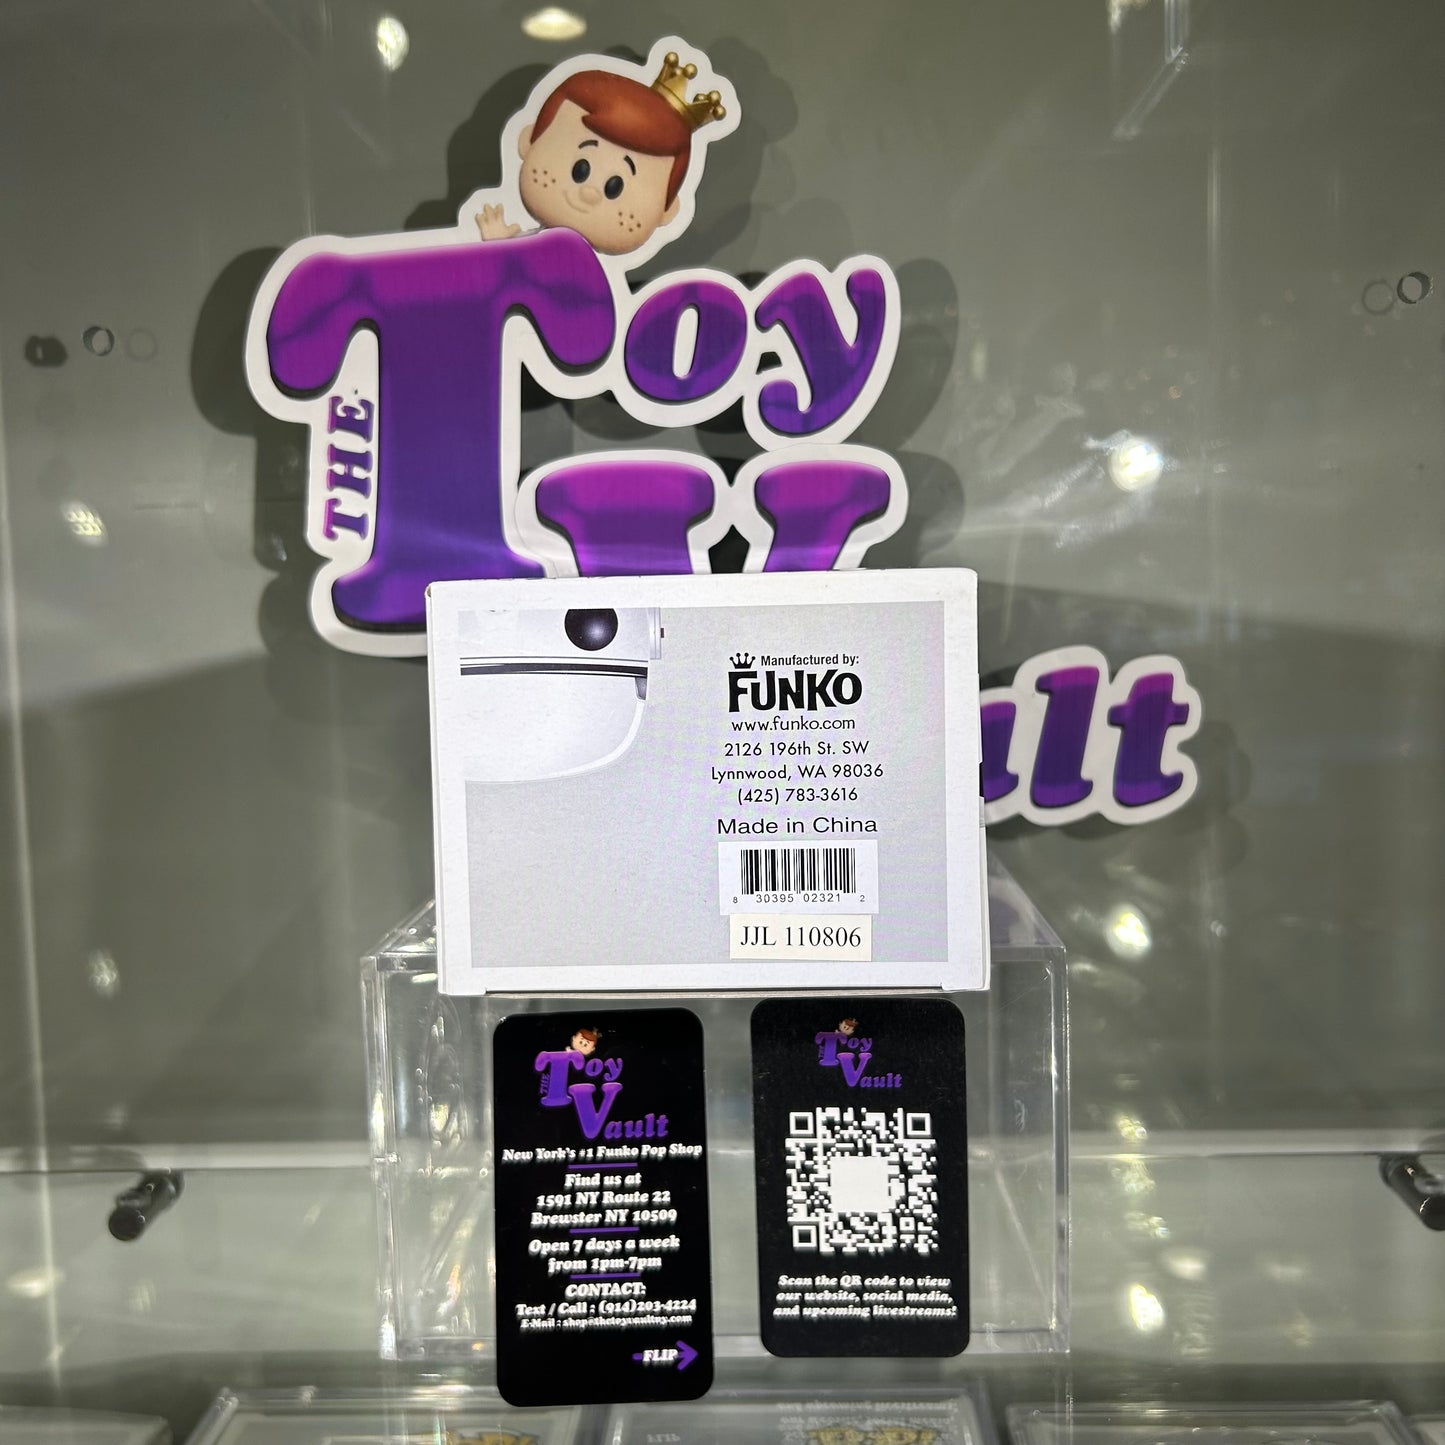 THE Toy V ult
Manufactured by:
FUNKO
www.funko.com
2126 196th St. SW
Lynnwood, WA 98036
(425) 783-3616
Made in China
8 30395 02321 2
JJL 110806
THE Toy Vault
New York's #1 Funko Pop Shop
Find us at
1591 NY Route 22
Brewster NY 10509
Open 7 days a week
from 1pm-7pm
CONTACT:
Text / Call : (914)203-4224
E-Mail : shop@thetoyvaultny.com
FLIP
THE Toy Vault
Scan the QR code to view
our website, social media,
and upcoming livestreams!